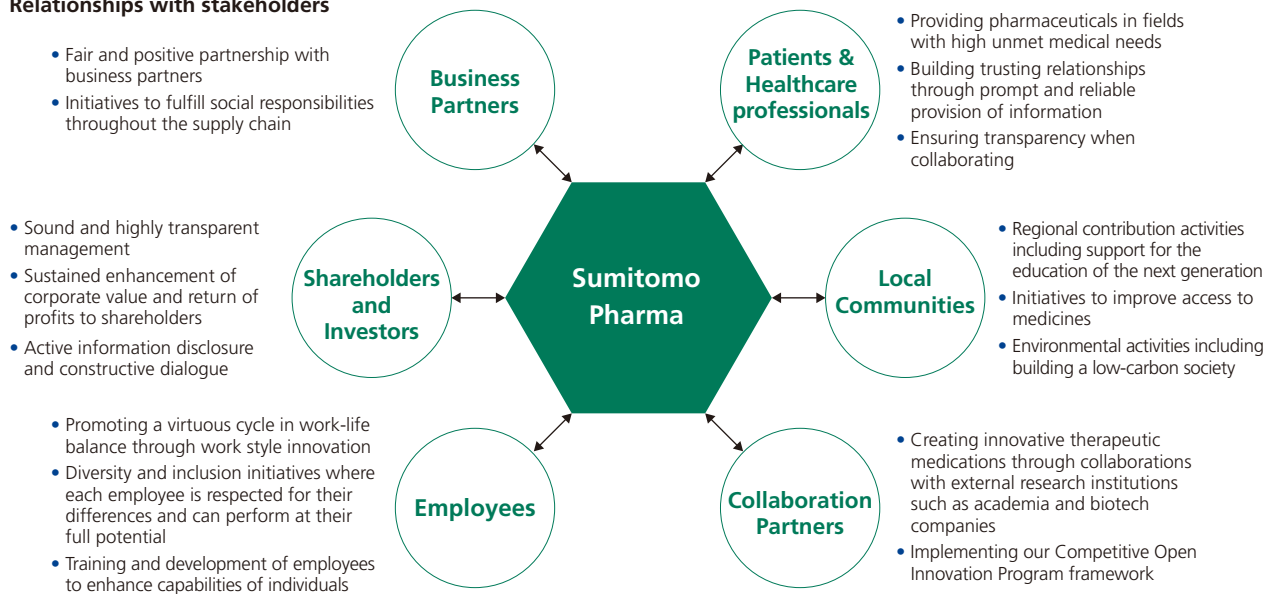 Relationships with stakeholders
• Fair and positive partnership with
business partners
• Initiatives to fulfill social responsibilities
throughout the supply chain
Business
Partners
Patients &
Healthcare
professionals
• Providing pharmaceuticals in fields
with high unmet medical needs
• Building trusting relationships
through prompt and reliable
provision of information
• Ensuring transparency when
collaborating
• Sound and highly transparent
management
• Sustained enhancement of
corporate value and return of
profits to shareholders
• Active information disclosure
and constructive dialogue
Shareholders
and
Investors
Sumitomo
Pharma
Local
Communities
• Regional contribution activities
including support for the
education of the next generation
• Initiatives to improve access to
medicines
• Environmental activities including
building a low-carbon society
• Promoting a virtuous cycle in work-life
balance through work style innovation
• Diversity and inclusion initiatives where
each employee is respected for their
differences and can perform at their
full potential
• Training and development of employees
to enhance capabilities of individuals
Employees
Collaboration
Partners
• Creating innovative therapeutic
medications through collaborations
with external research institutions
such as academia and biotech
companies
• Implementing our Competitive Open
Innovation Program framework